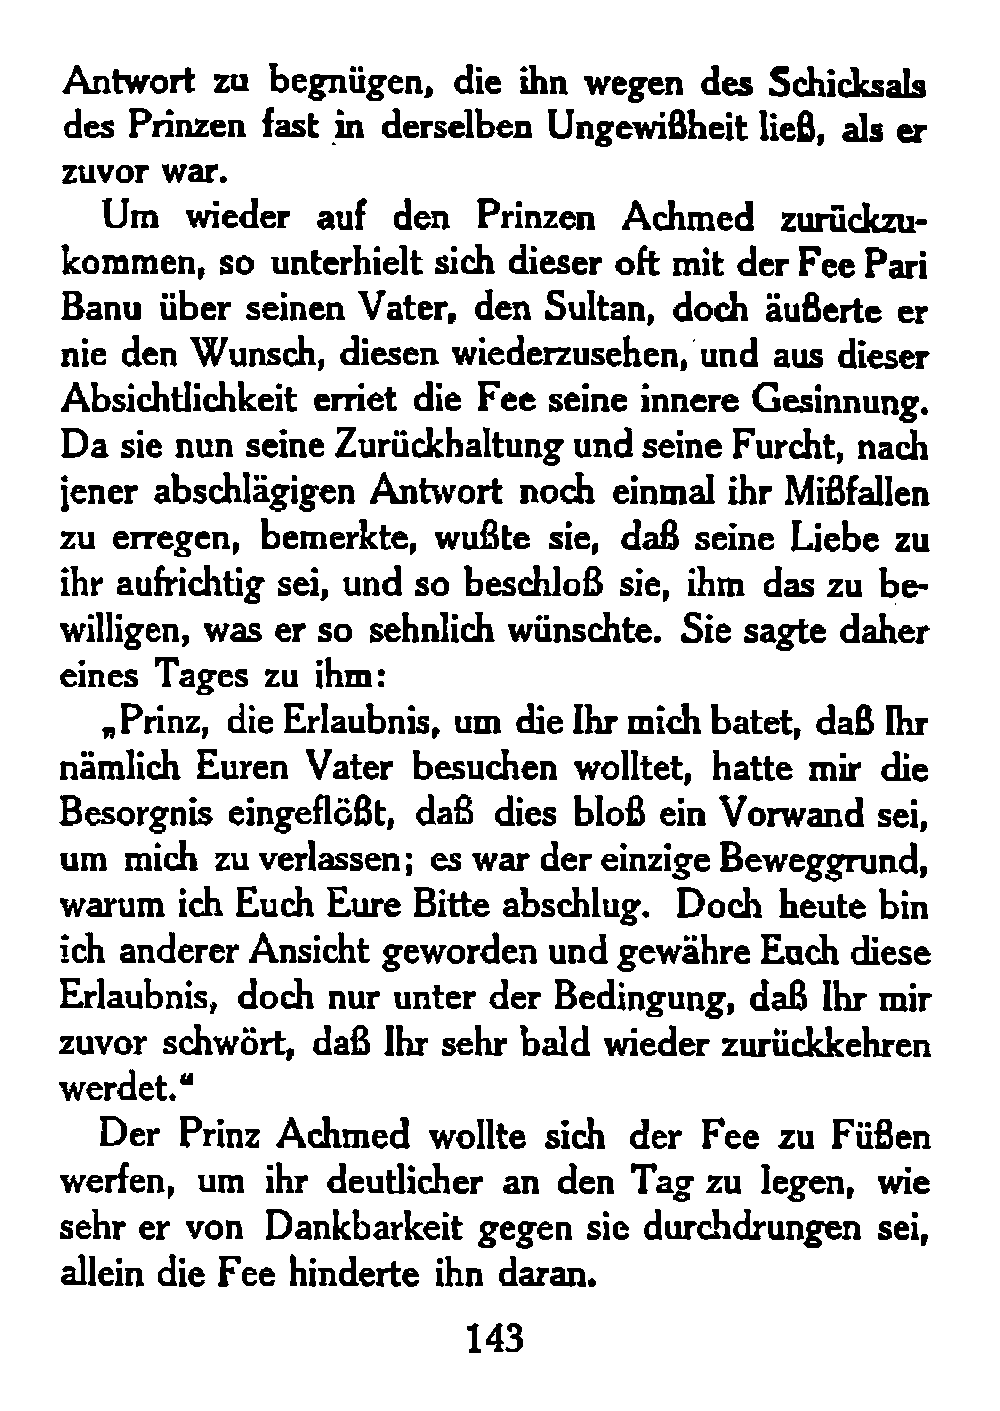 Antwort zu begnügen, die ihn wegen des Schicksals
des Prinzen fast in derselben Ungewißheit ließ, als er
zuvor war.
Um wieder auf den Prinzen Achmed zurückzu-
kommen, so unterhielt sich dieser oft mit der Fee Pari
Banu über seinen Vater, den Sultan, doch äußerte er
nie den Wunsch, diesen wiederzusehen, und aus dieser
Absichtlichkeit erriet die Fee seine innere Gesinnung.
Da sie nun seine Zurückhaltung und seine Furcht, nach
jener abschlägigen Antwort noch einmal ihr Mißfallen
zu erregen, bemerkte, wußte sie, daß seine Liebe zu
ihr aufrichtig sei, und so beschloß sie, ihm das zu be-
willigen, was er so sehnlich wünschte. Sie sagte daher
eines Tages zu ihm:
„Prinz, die Erlaubnis, um die Ihr mich batet, daß Ihr
nämlich Euren Vater besuchen wolltet, hatte mir die
Besorgnis eingeflößt, daß dies bloß ein Vorwand sei,
um mich zu verlassen; es war der einzige Beweggrund,
warum ich Euch Eure Bitte abschlug. Doch heute bin
ich anderer Ansicht geworden und gewähre Euch diese
Erlaubnis, doch nur unter der Bedingung, daß Ihr mir
zuvor schwört, daß Ihr sehr bald wieder zurückkehren
werdet.“
Der Prinz Achmed wollte sich der Fee zu Füßen
werfen, um ihr deutlicher an den Tag zu legen, wie
sehr er von Dankbarkeit gegen sie durchdrungen sei,
allein die Fee hinderte ihn daran.
143